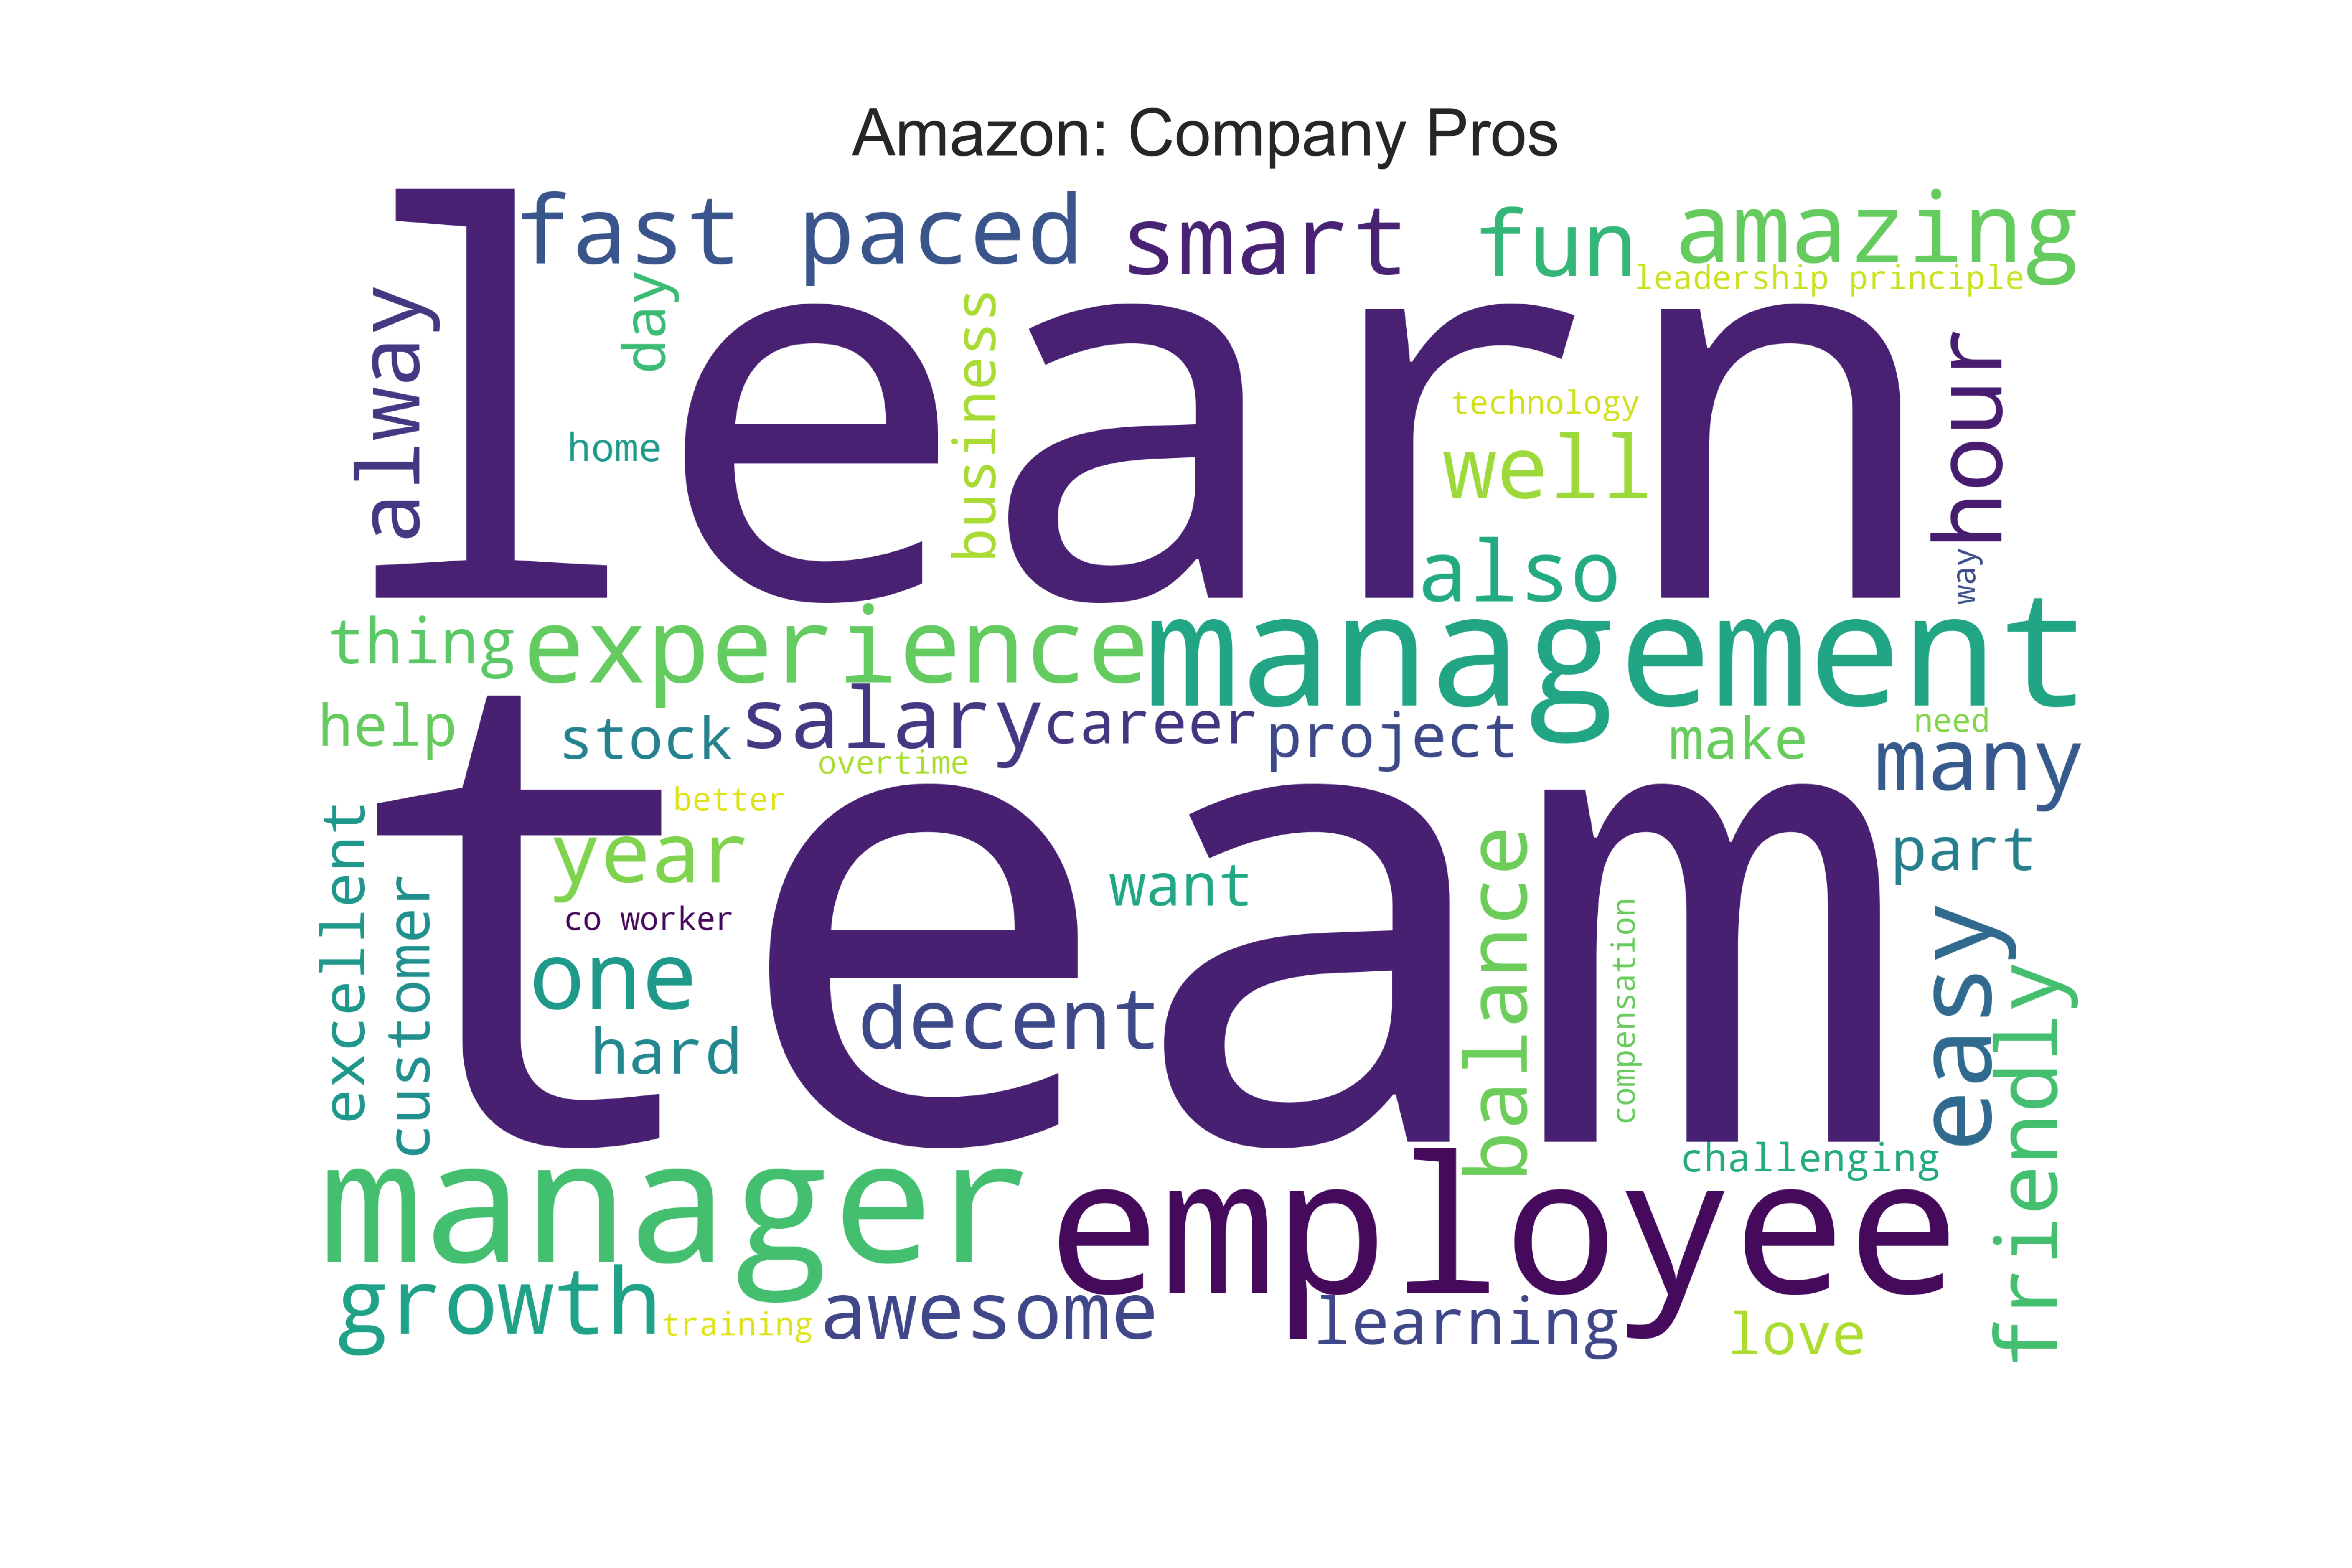 Amazon: Company Pros
fast paced
smart
fun
amazing
leadership principle
learn
alway
day
home
business
technology
well
also
hour
way
thing
experience
management
help
stock
salary
career
project
make
need
many
overtime
better
team
year
co worker
one
hard
want
decent
balance
compensation
part
easy
friendly
excellent
customer
challenging
manager
employee
growth
training
awesome
learning
love